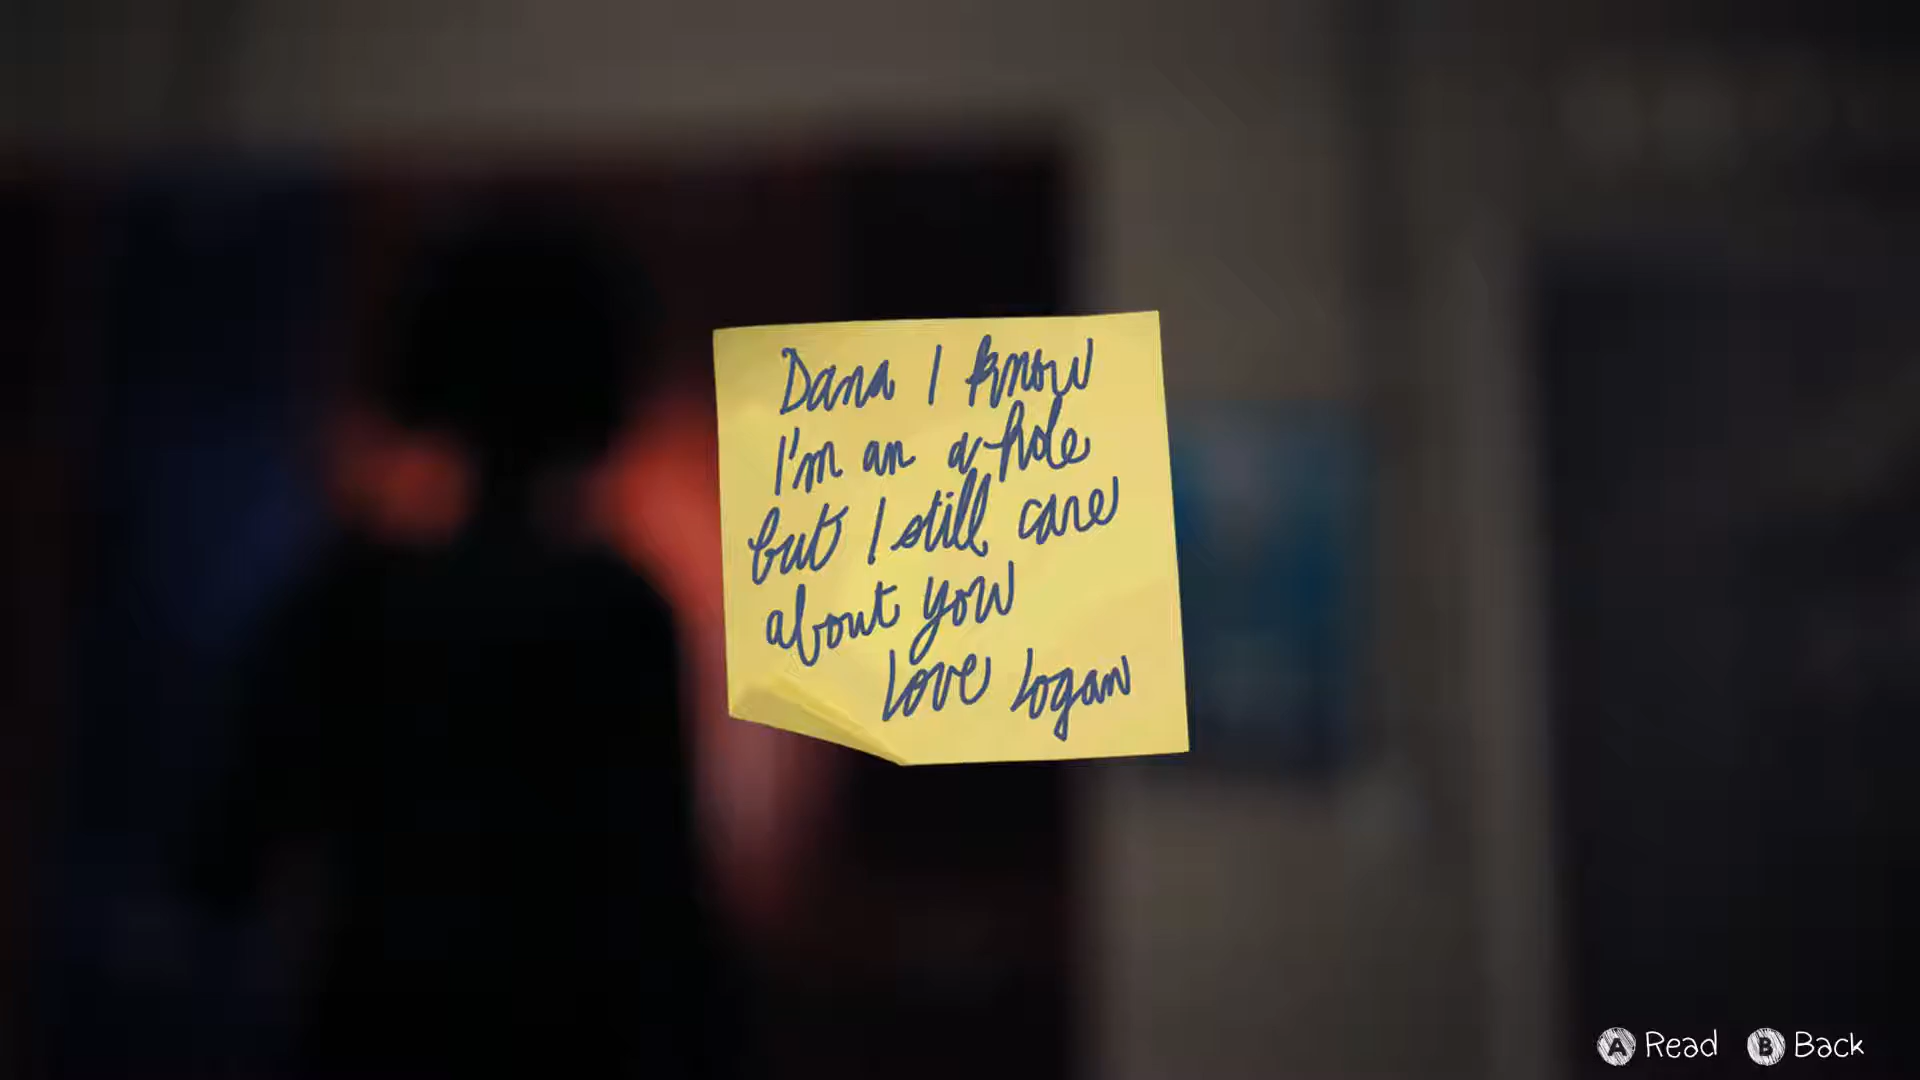 Dana I know
I'm an a-hole
but I still care
about you
Love Logan
A Read B Back